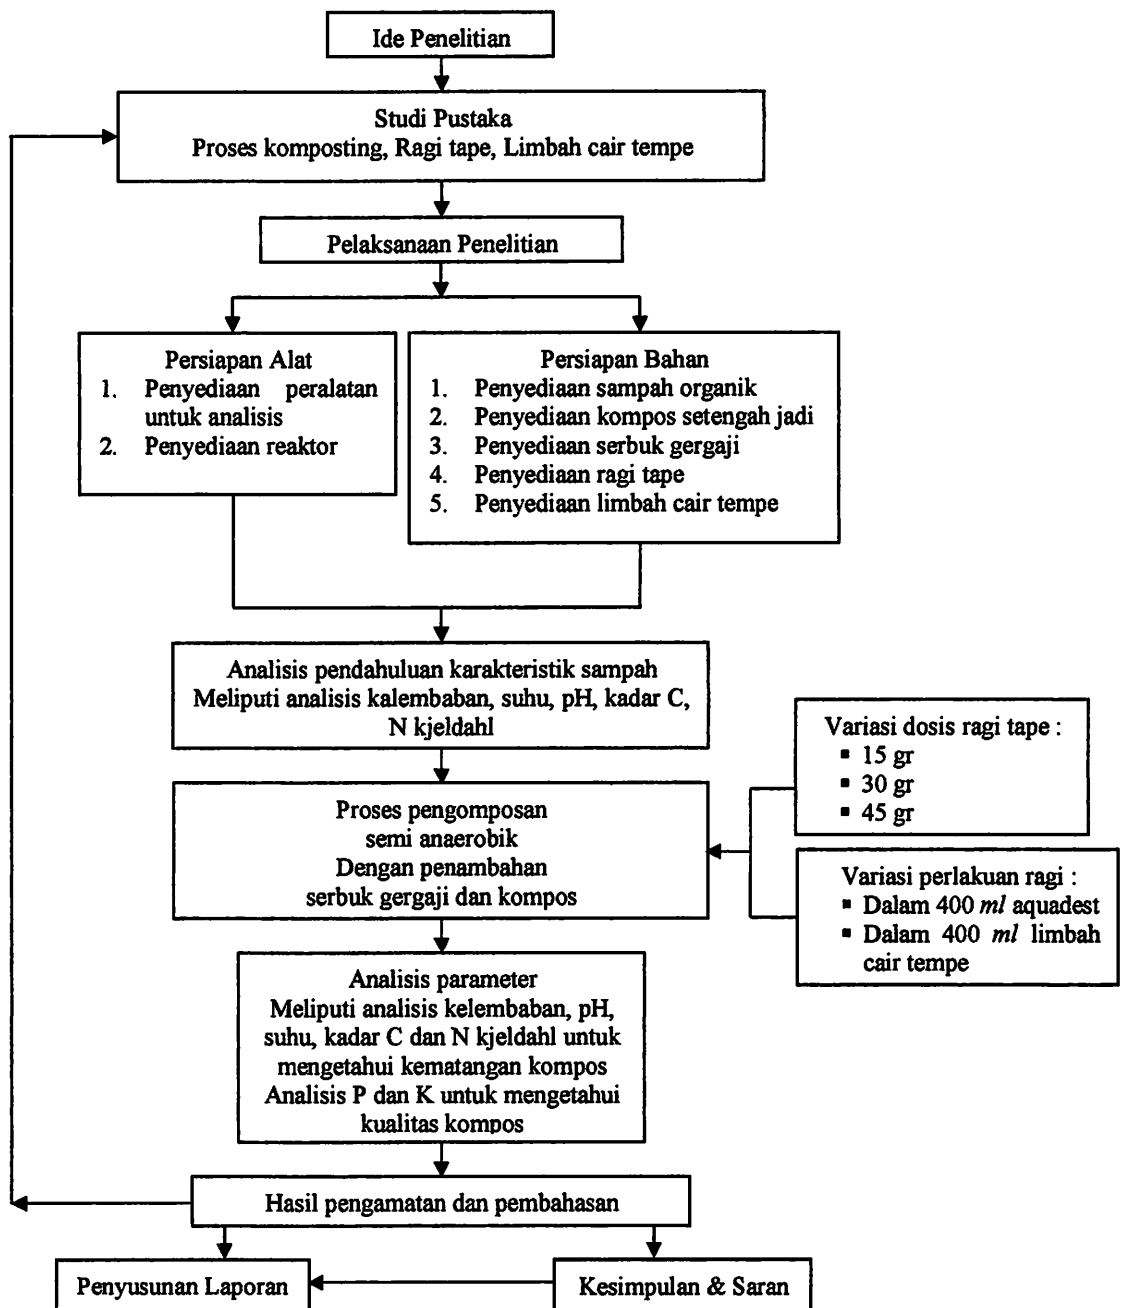 Ide Penelitian
Studi Pustaka
Proses komposting, Ragi tape, Limbah cair tempe
Pelaksanaan Penelitian
Persiapan Alat
1. Penyediaan peralatan
untuk analisis
2. Penyediaan reaktor
Persiapan Bahan
1. Penyediaan sampah organik
2. Penyediaan kompos setengah jadi
3. Penyediaan serbuk gergaji
4. Penyediaan ragi tape
5. Penyediaan limbah cair tempe
Analisis pendahuluan karakteristik sampah
Meliputi analisis kalembaban, suhu, pH, kadar C,
N kjeldahl
Variasi dosis ragi tape :
▪ 15 gr
▪ 30 gr
▪ 45 gr
Proses pengomposan
semi anaerobik
Dengan penambahan
serbuk gergaji dan kompos
Variasi perlakuan ragi :
▪ Dalam 400 ml aquadest
▪ Dalam 400 ml limbah
cair tempe
Analisis parameter
Meliputi analisis kelembaban, pH,
suhu, kadar C dan N kjeldahl untuk
mengetahui kematangan kompos
Analisis P dan K untuk mengetahui
kualitas kompos
Hasil pengamatan dan pembahasan
Penyusunan Laporan
Kesimpulan & Saran